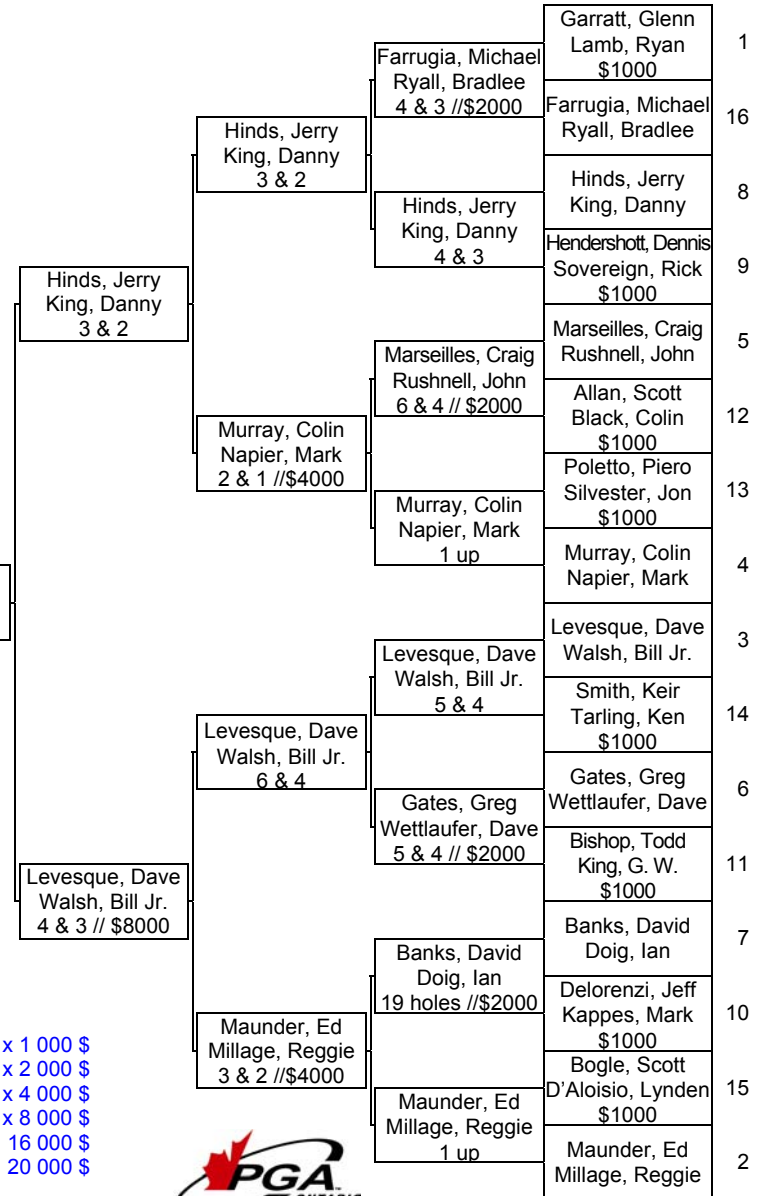 Garratt, Glenn
Lamb, Ryan
$1000
1
Farrugia, Michael
Ryall, Bradlee
16
Hinds, Jerry
King, Danny
8
Hendershott, Dennis
Sovereign, Rick
$1000
9
Marseilles, Craig
Rushnell, John
5
Allan, Scott
Black, Colin
$1000
12
Poletto, Piero
Silvester, Jon
$1000
13
Murray, Colin
Napier, Mark
4
Levesque, Dave
Walsh, Bill Jr.
3
Smith, Keir
Tarling, Ken
$1000
14
Gates, Greg
Wettlaufer, Dave
6
Bishop, Todd
King, G. W.
$1000
11
Banks, David
Doig, Ian
7
Delorenzi, Jeff
Kappes, Mark
$1000
10
Bogle, Scott
D'Aloisio, Lynden
$1000
15
Maunder, Ed
Millage, Reggie
2
Farrugia, Michael
Ryall, Bradlee
4 & 3 //$2000
Hinds, Jerry
King, Danny
4 & 3
Marseilles, Craig
Rushnell, John
6 & 4 // $2000
Murray, Colin
Napier, Mark
1 up
Levesque, Dave
Walsh, Bill Jr.
5 & 4
Gates, Greg
Wettlaufer, Dave
5 & 4 // $2000
Banks, David
Doig, Ian
19 holes //$2000
Maunder, Ed
Millage, Reggie
1 up
Hinds, Jerry
King, Danny
3 & 2
Murray, Colin
Napier, Mark
2 & 1 //$4000
Levesque, Dave
Walsh, Bill Jr.
6 & 4
Maunder, Ed
Millage, Reggie
3 & 2 //$4000
Hinds, Jerry
King, Danny
3 & 2
Levesque, Dave
Walsh, Bill Jr.
4 & 3 // $8000
x 1 000 $
x 2 000 $
x 4 000 $
x 8 000 $
16 000 $
20 000 $
PGA